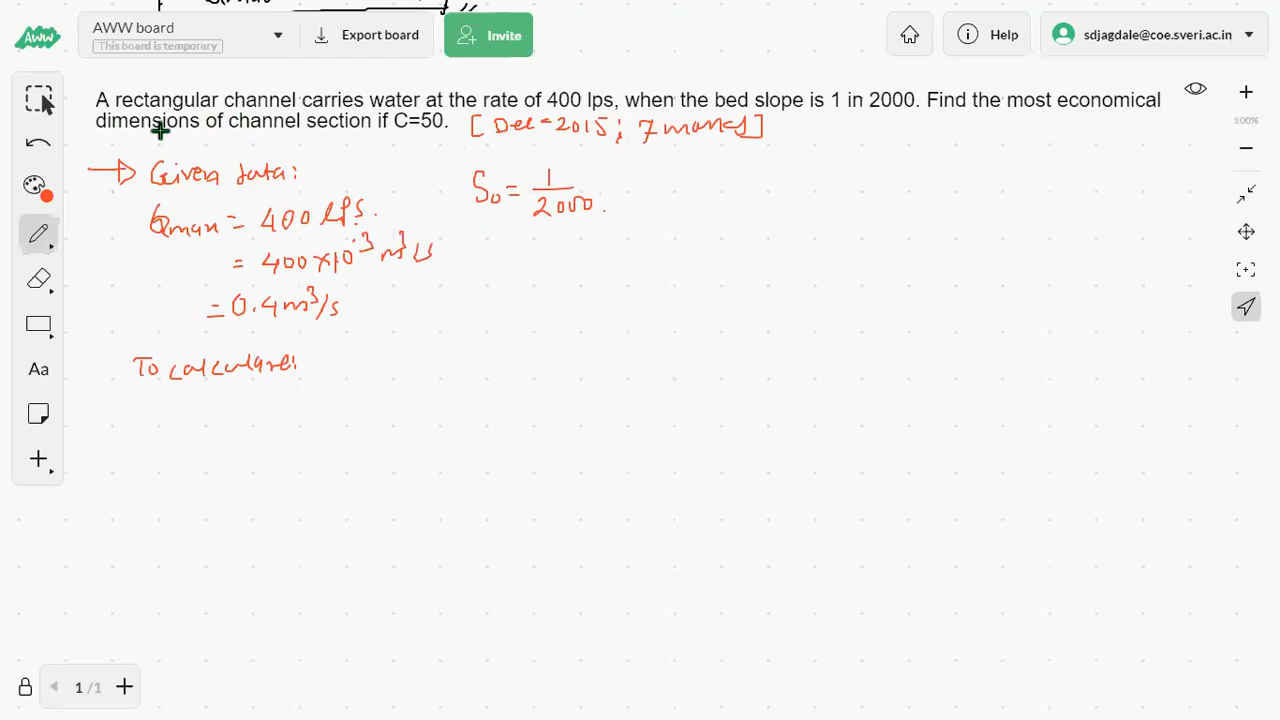 AWW board
This board is temporary
Export board
Invite
Help
sdjagdale@coe.sveri.ac.in
A rectangular channel carries water at the rate of 400 lps, when the bed slope is 1 in 2000. Find the most economical
dimensions of channel section if C=50. [Dec-2015; 7 marks]
Given data:
Qmax = 400 lps.
= 400×10⁻³ m³/s
= 0.4 m³/s
S₀ = 1/2000.
To calculate:
100%
Aa
1 /1